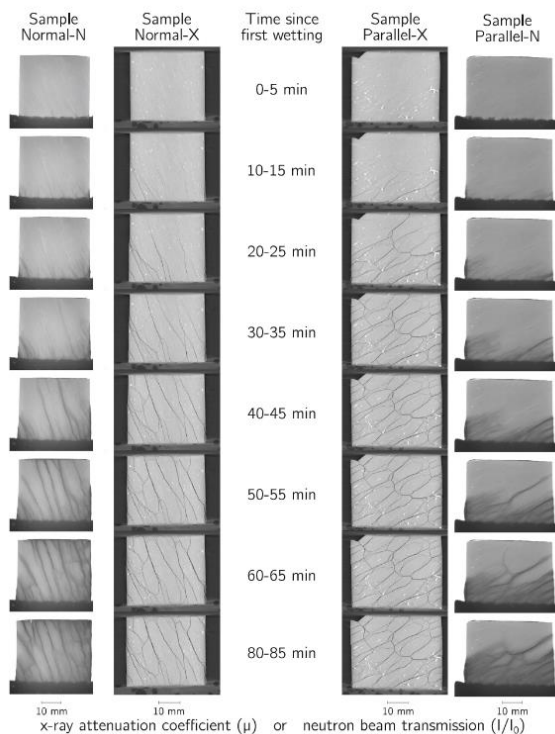 Sample Normal-N
Sample Normal-X
Time since first wetting
Sample Parallel-X
Sample Parallel-N
0-5 min
10-15 min
20-25 min
30-35 min
40-45 min
50-55 min
60-65 min
80-85 min
10 mm
10 mm
10 mm
10 mm
x-ray attenuation coefficient (μ) or neutron beam transmission (I/I₀)